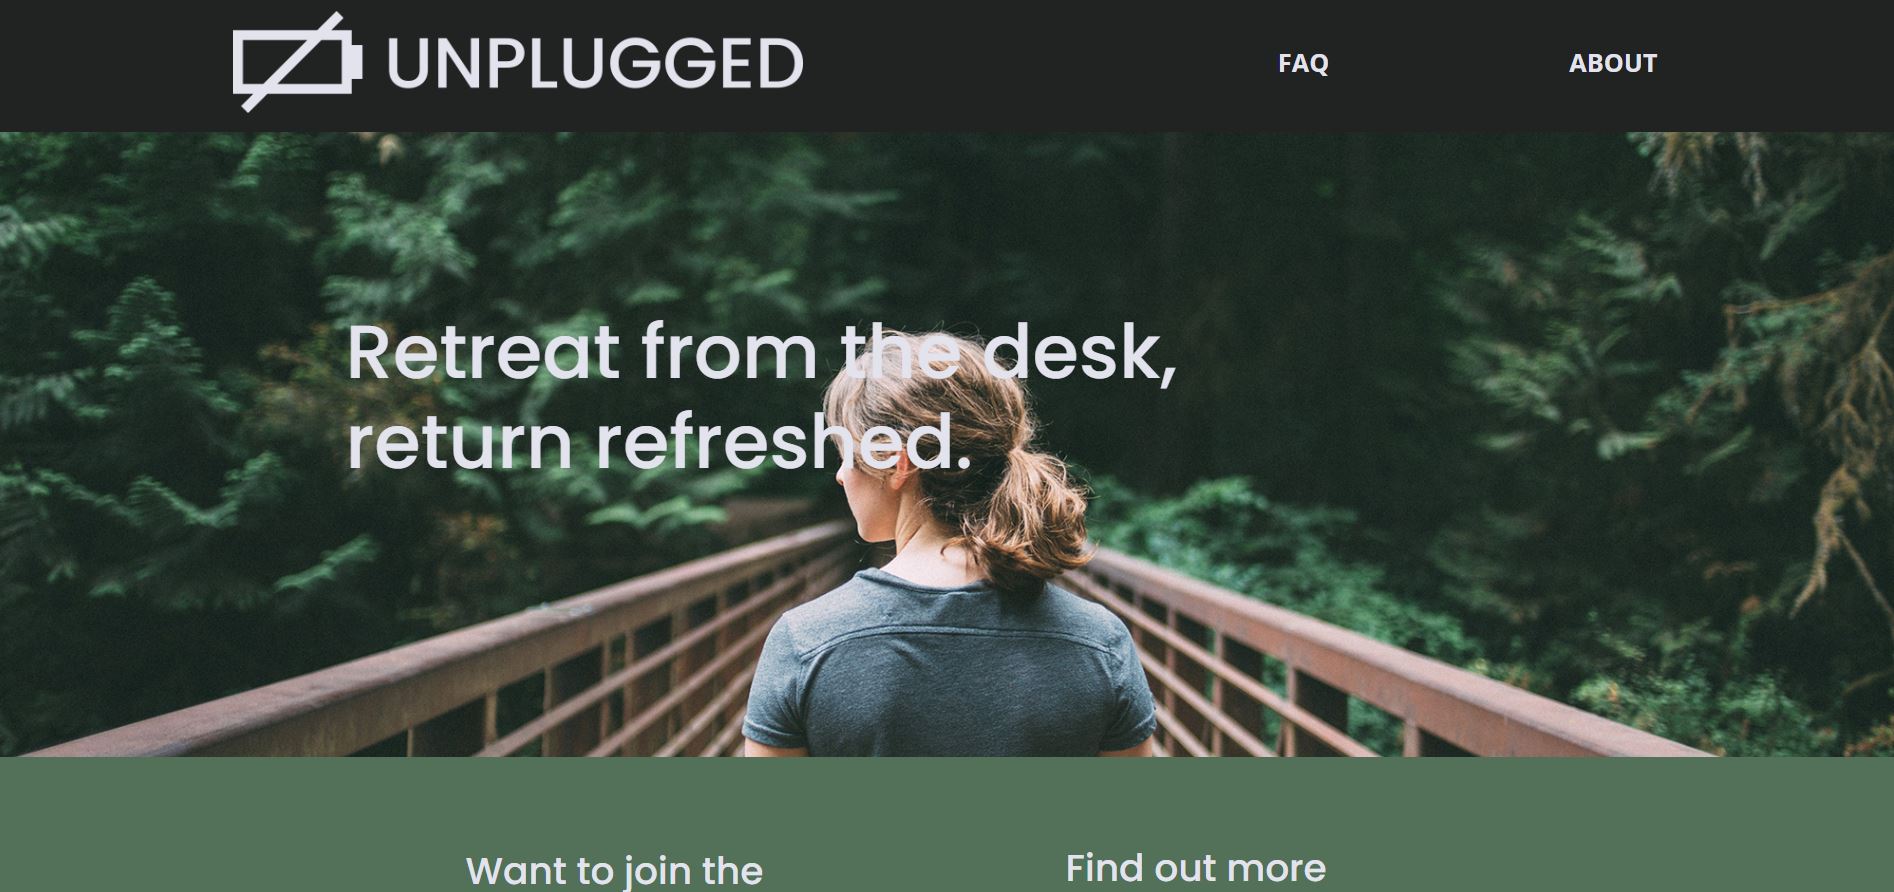 UNPLUGGED
FAQ
ABOUT
Retreat from the desk,
return refreshed.
Want to join the
Find out more